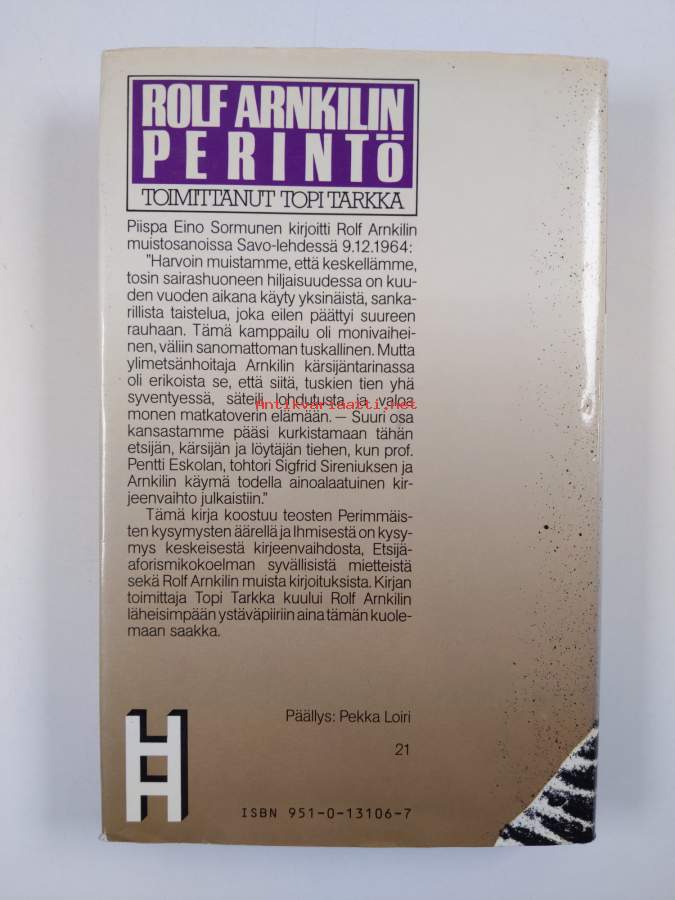 ROLF ARNKILIN
PERINTÖ
TOIMITTANUT TOPI TARKKA
Piispa Eino Sormunen kirjoitti Rolf Arnkilin
muistosanoissa Savo-lehdessä 9.12.1964:
"Harvoin muistamme, että keskellämme,
tosin sairashuoneen hiljaisuudessa on kuu-
den vuoden aikana käyty yksinäistä, sanka-
rillista taistelua, joka eilen päättyi suureen
rauhaan. Tämä kamppailu oli monivaihei-
nen, väliin sanomattoman tuskallinen. Mutta
ylimetsänhoitaja Arnkilin kärsijäntarinassa
oli erikoista se, että siitä, tuskien tien yhä
syventyessä, säteili lohdutusta ja valoa
Antikvariaatti.net
monen matkatoverin elämään. — Suuri osa
kansastamme pääsi kurkistamaan tähän
etsijän, kärsijän ja löytäjän tiehen, kun prof.
Pentti Eskolan, tohtori Sigfrid Sireniuksen ja
Arnkilin käymä todella ainoalaatuinen kir-
jeenvaihto julkaistiin."
Tämä kirja koostuu teosten Perimmäis-
ten kysymysten äärellä ja Ihmisestä on kysy-
mys keskeisestä kirjeenvaihdosta, Etsijä-
aforismikokoelman syvällisistä mietteistä
sekä Rolf Arnkilin muista kirjoituksista. Kirjan
toimittaja Topi Tarkka kuului Rolf Arnkilin
läheisimpään ystäväpiiriin aina tämän kuole-
maan saakka.
Päällys: Pekka Loiri
21
ISBN 951-0-13106-7